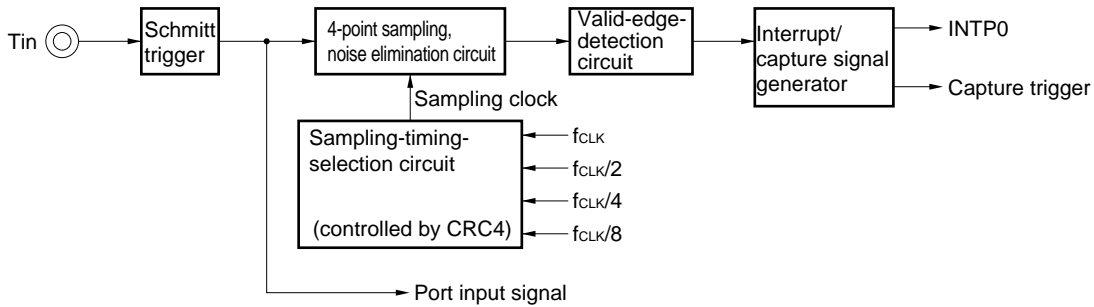 Tin
Schmitt
trigger
4-point sampling,
noise elimination circuit
Valid-edge-
detection
circuit
Interrupt/
capture signal
generator
INTP0
Capture trigger
Sampling clock
Sampling-timing-
selection circuit
(controlled by CRC4)
fCLK
fCLK/2
fCLK/4
fCLK/8
Port input signal